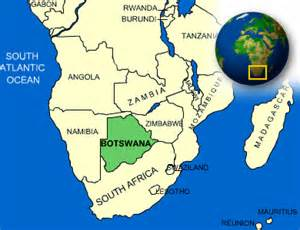 GABON
RWANDA
BURUNDI
TANZANIA
SOUTH
ATLANTIC
OCEAN
ANGOLA
ZAMBIA
MOZAMBIQUE
MADAGASCAR
NAMIBIA
ZIMBABWE
BOTSWANA
SWAZILAND
SOUTH AFRICA
LESOTHO
MAURITIUS
REUNION